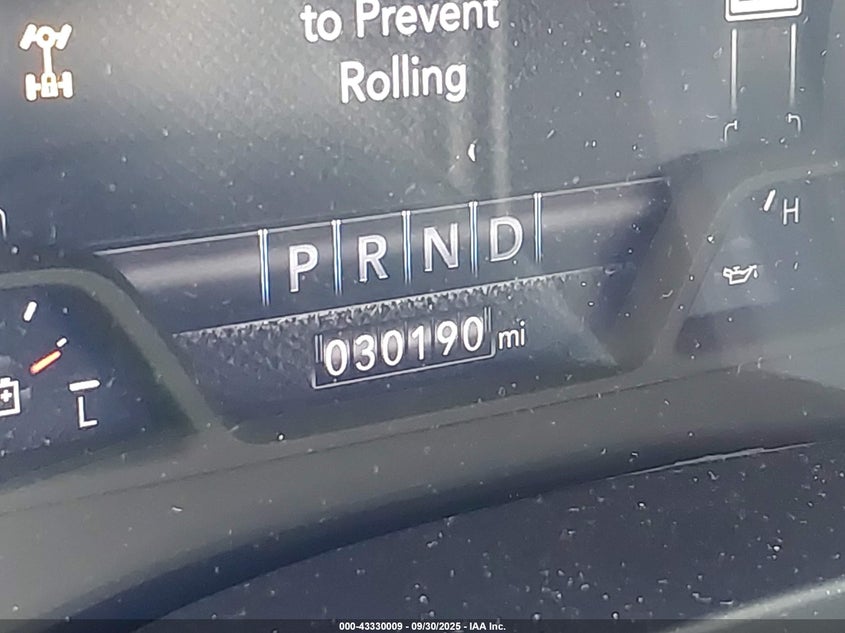 to Prevent
Rolling
P R N D
H
030190 mi
L
000-43330009 - 09/30/2025 - IAA Inc.